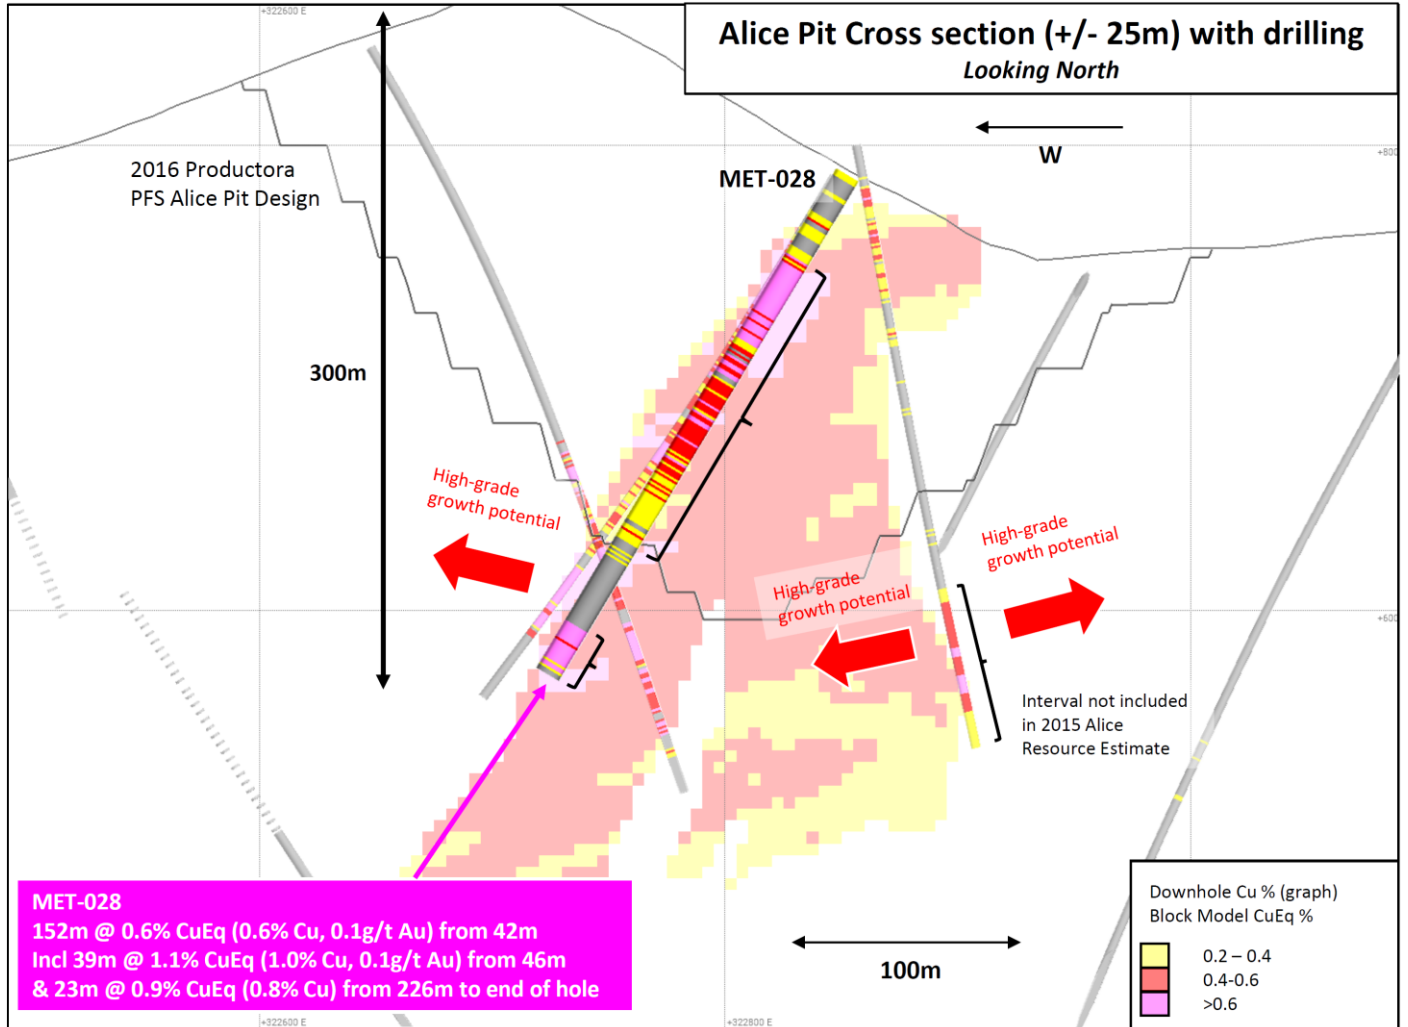 +322600 E
Alice Pit Cross section (+/- 25m) with drilling
Looking North
W
+800
2016 Productora
PFS Alice Pit Design
MET-028
300m
High-grade
growth potential
High-grade
growth potential
High-grade
growth potential
+600
Interval not included
in 2015 Alice
Resource Estimate
MET-028
152m @ 0.6% CuEq (0.6% Cu, 0.1g/t Au) from 42m
Incl 39m @ 1.1% CuEq (1.0% Cu, 0.1g/t Au) from 46m
& 23m @ 0.9% CuEq (0.8% Cu) from 226m to end of hole
100m
Downhole Cu % (graph)
Block Model CuEq %
0.2 – 0.4
0.4-0.6
>0.6
+322600 E
+322800 E